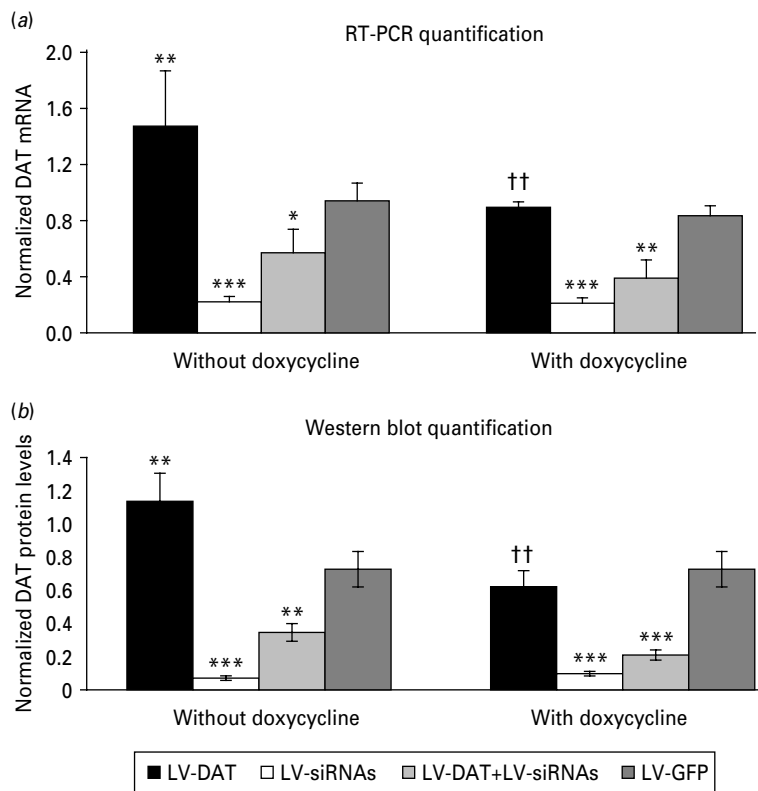 (a)
RT-PCR quantification
Normalized DAT mRNA
2.0
1.6
1.2
0.8
0.4
0.0
**
***
*
††
***
**
Without doxycycline
With doxycycline
(b)
Western blot quantification
Normalized DAT protein levels
1.4
1.2
1.0
0.8
0.6
0.4
0.2
0
**
***
**
††
***
***
Without doxycycline
With doxycycline
LV-DAT LV-siRNAs LV-DAT+LV-siRNAs LV-GFP